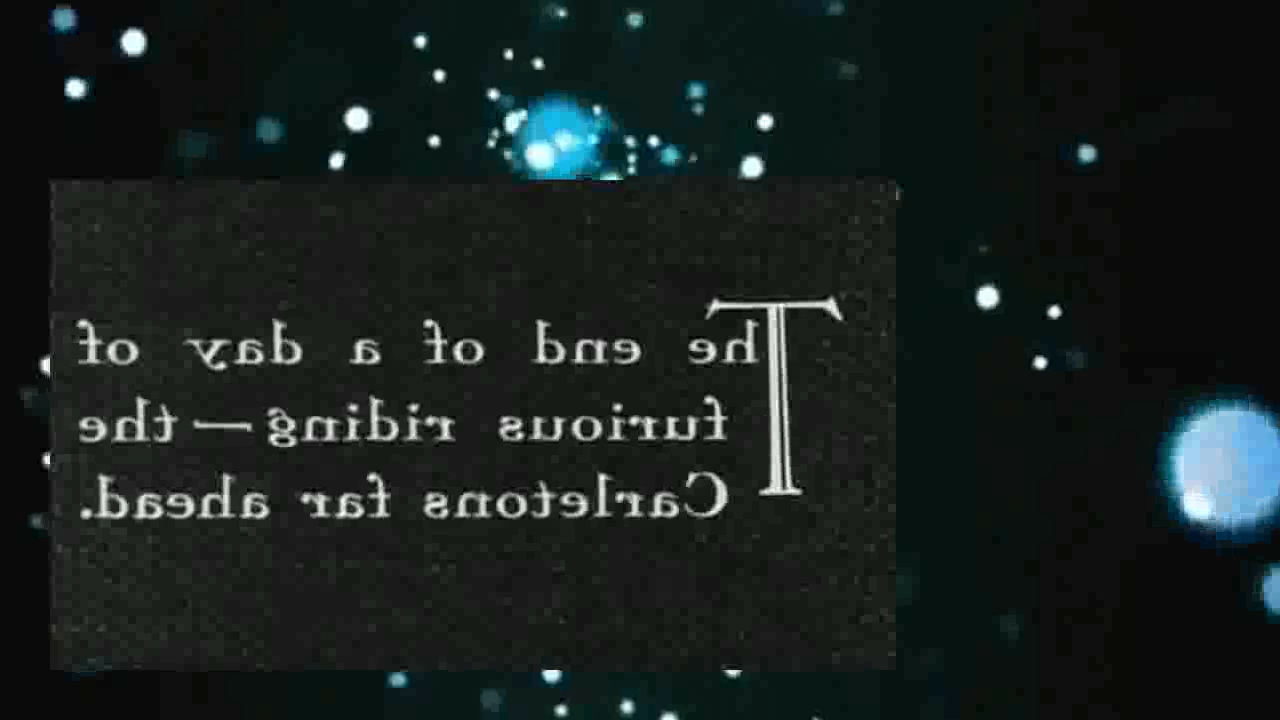 The end of a day of
furious riding—the
Carletons far ahead.